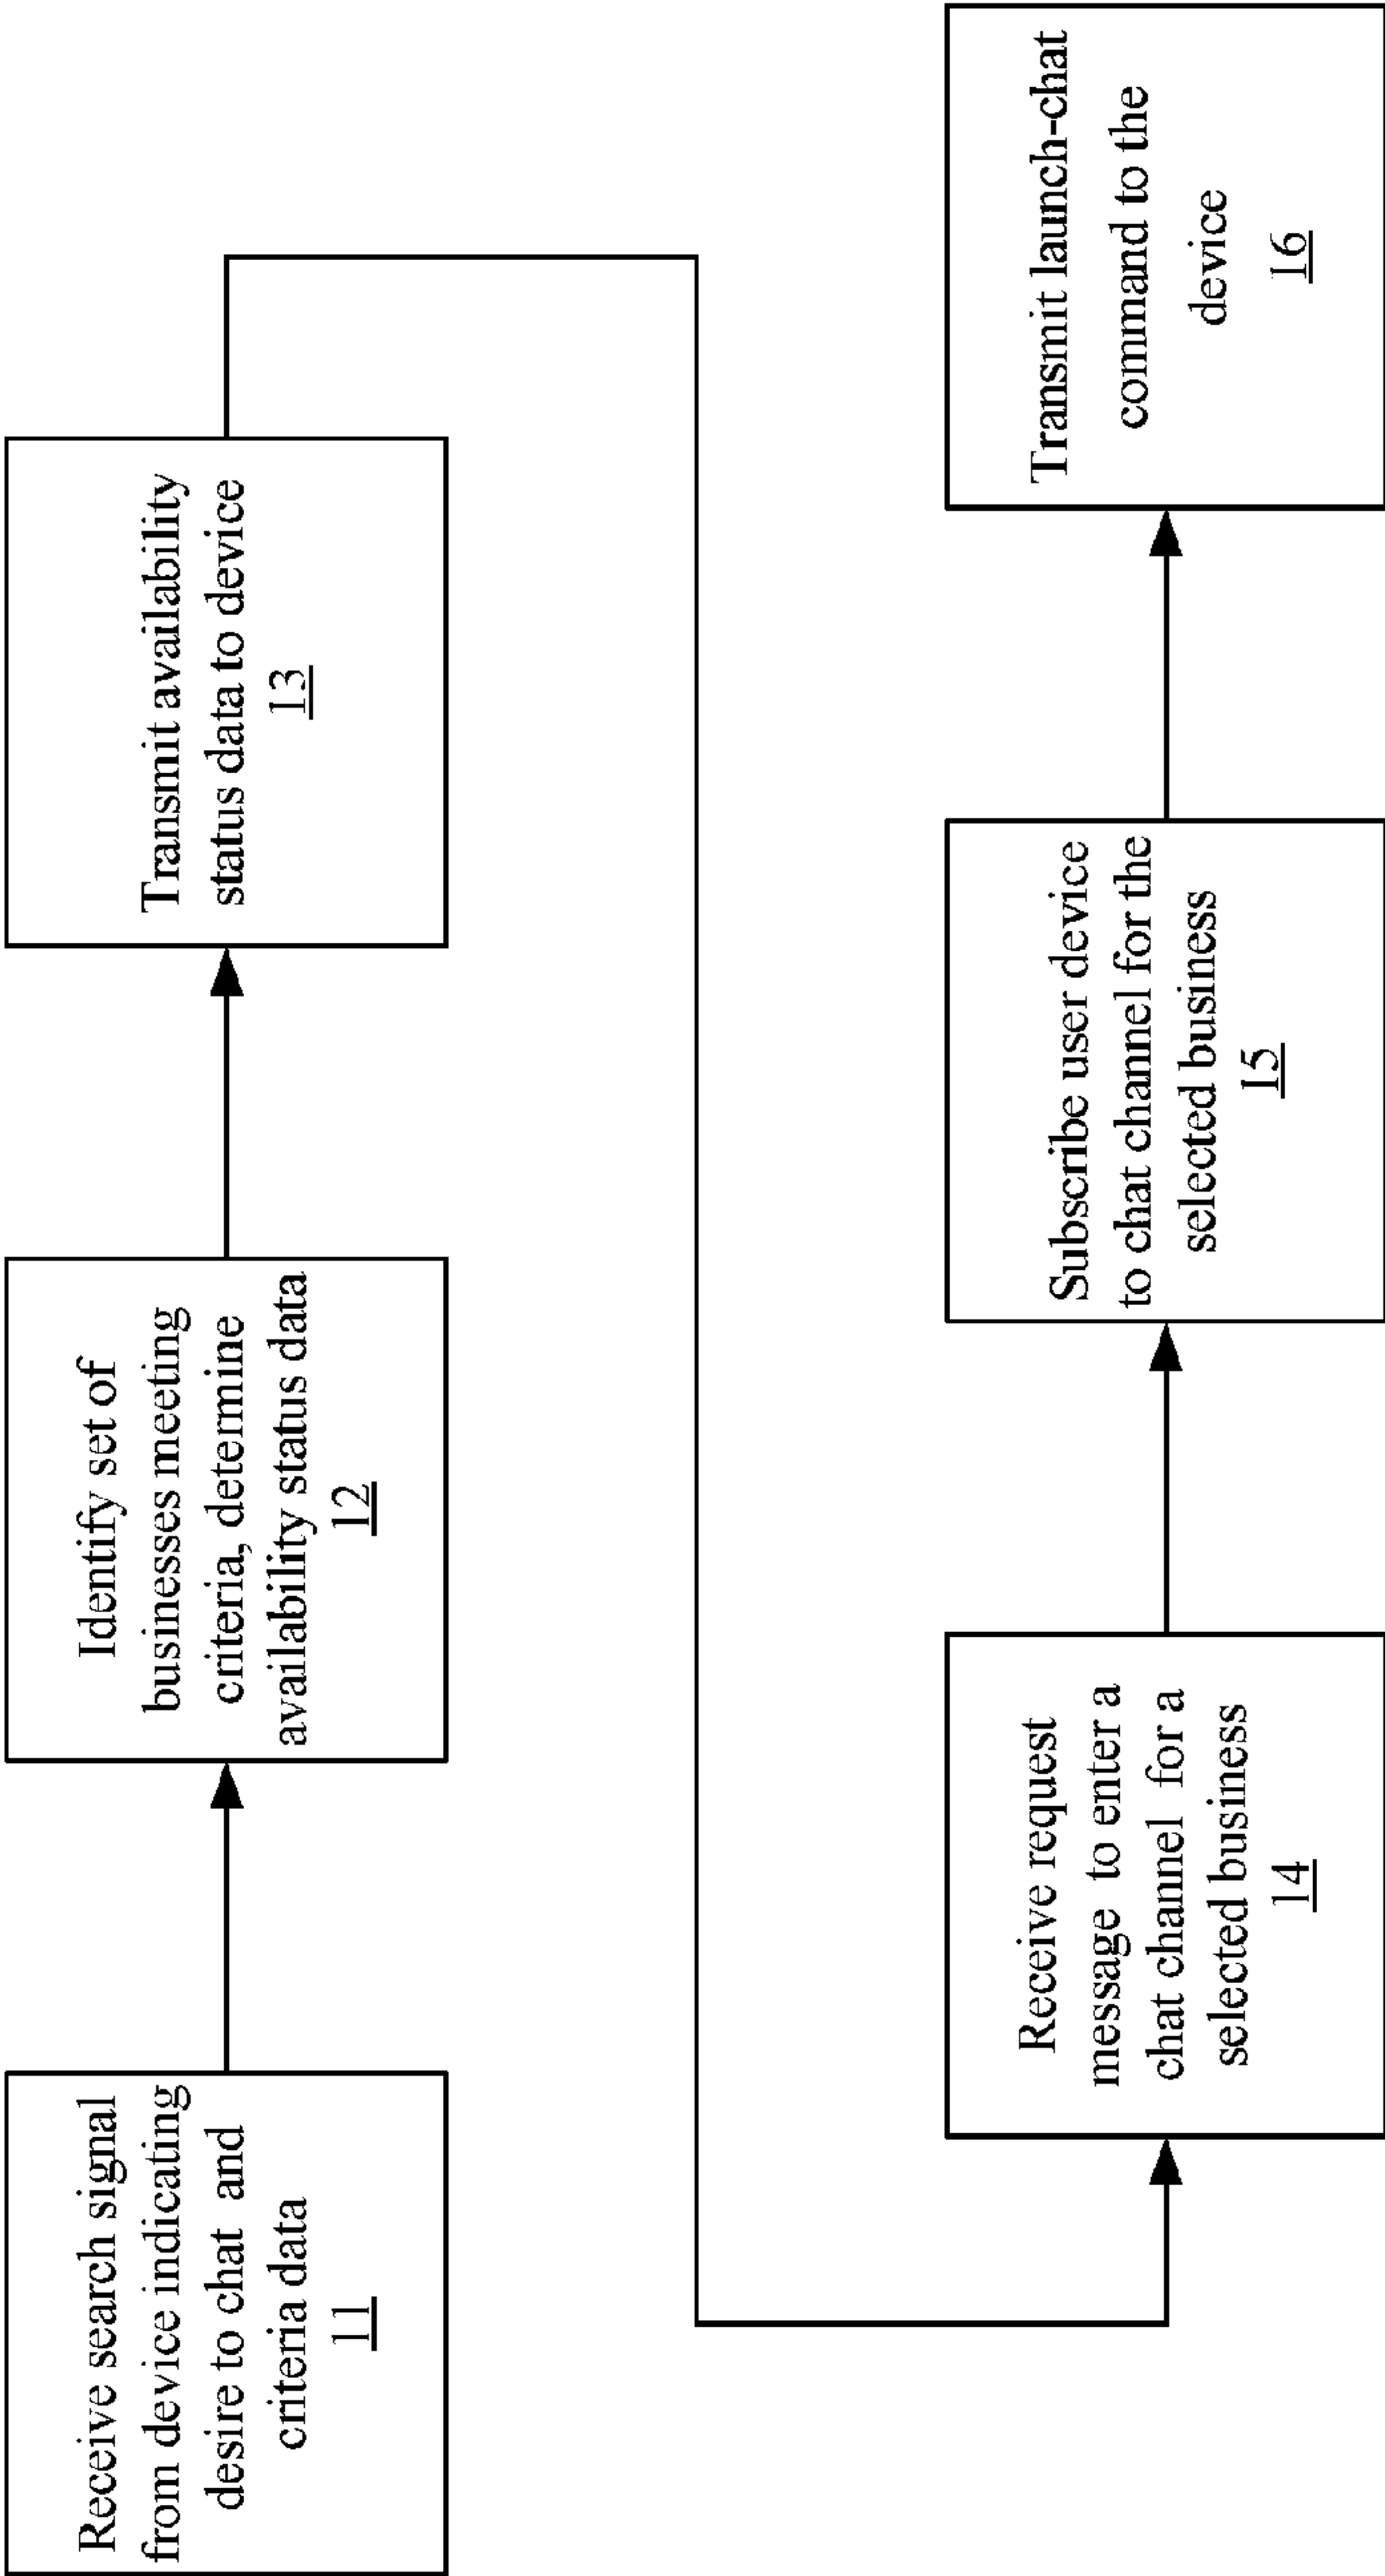 Receive search signal
from device indicating
desire to chat and
criteria data
11
Identify set of
businesses meeting
criteria, determine
availability status data
12
Transmit availability
status data to device
13
Receive request
message to enter a
chat channel for a
selected business
14
Subscribe user device
to chat channel for the
selected business
15
Transmit launch-chat
command to the
device
16